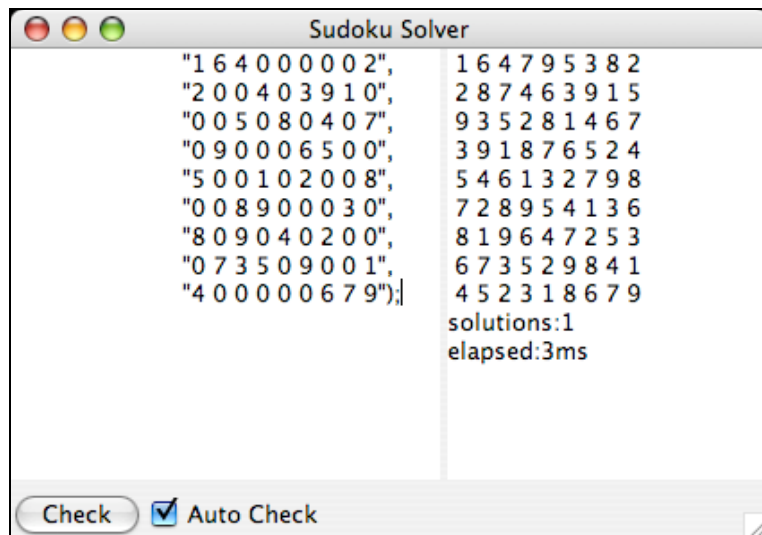 Sudoku Solver
"1 6 4 0 0 0 0 0 2",
"2 0 0 4 0 3 9 1 0",
"0 0 5 0 8 0 4 0 7",
"0 9 0 0 0 6 5 0 0",
"5 0 0 1 0 2 0 0 8",
"0 0 8 9 0 0 0 3 0",
"8 0 9 0 4 0 2 0 0",
"0 7 3 5 0 9 0 0 1",
"4 0 0 0 0 0 6 7 9");
1 6 4 7 9 5 3 8 2
2 8 7 4 6 3 9 1 5
9 3 5 2 8 1 4 6 7
3 9 1 8 7 6 5 2 4
5 4 6 1 3 2 7 9 8
7 2 8 9 5 4 1 3 6
8 1 9 6 4 7 2 5 3
6 7 3 5 2 9 8 4 1
4 5 2 3 1 8 6 7 9
solutions:1
elapsed:3ms
Check
Auto Check